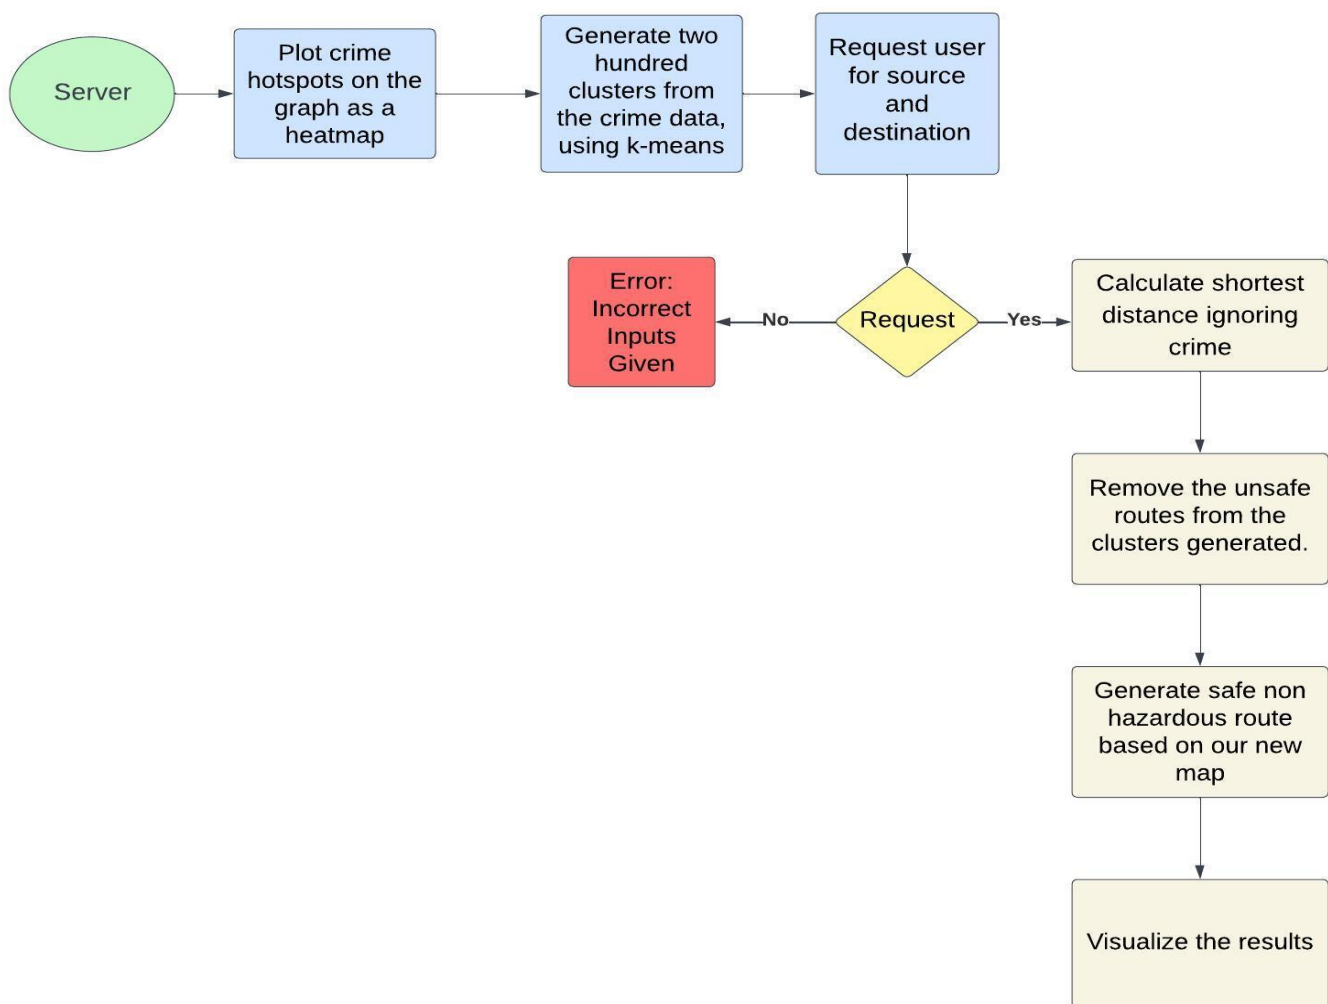 Server
Plot crime
hotspots on the
graph as a
heatmap
Generate two
hundred
clusters from
the crime data,
using k-means
Request user
for source
and
destination
Error:
Incorrect
Inputs
Given
No
Request
Yes
Calculate shortest
distance ignoring
crime
Remove the unsafe
routes from the
clusters generated.
Generate safe non
hazardous route
based on our new
map
Visualize the results